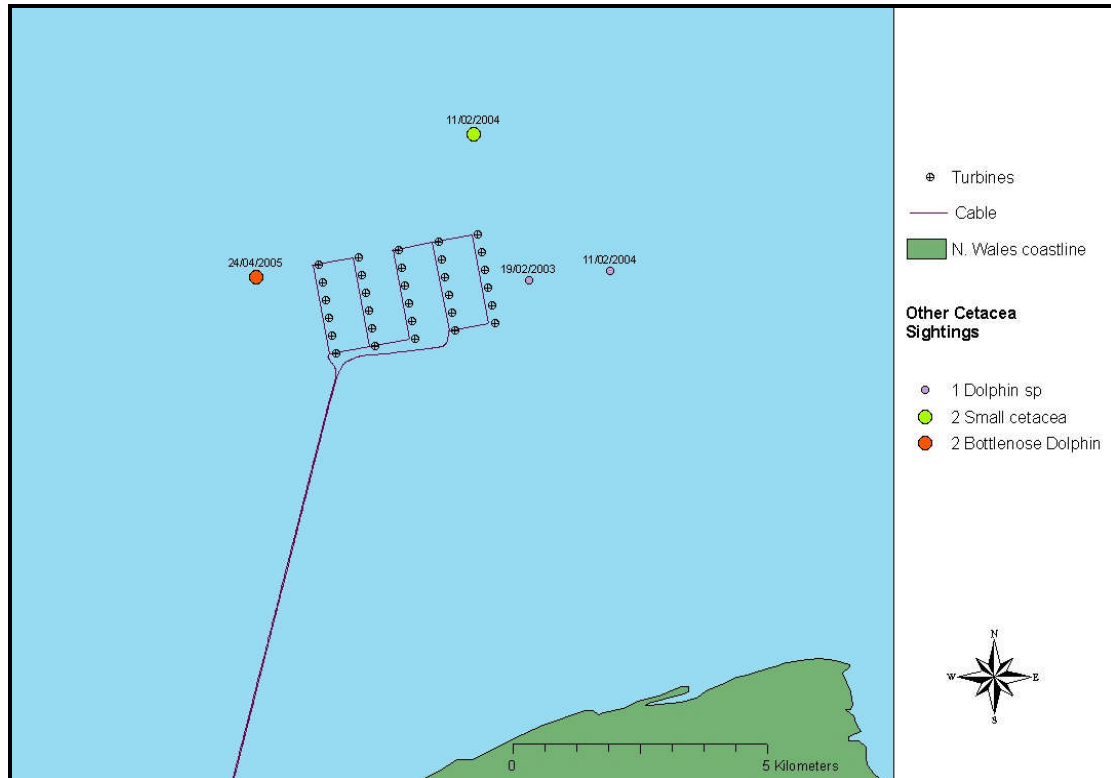 11/02/2004
24/04/2005
19/02/2003
11/02/2004
0
5 Kilometers
Turbines
Cable
N. Wales coastline
Other Cetacea
Sightings
1 Dolphin sp
2 Small cetacea
2 Bottlenose Dolphin
N
W
E
S